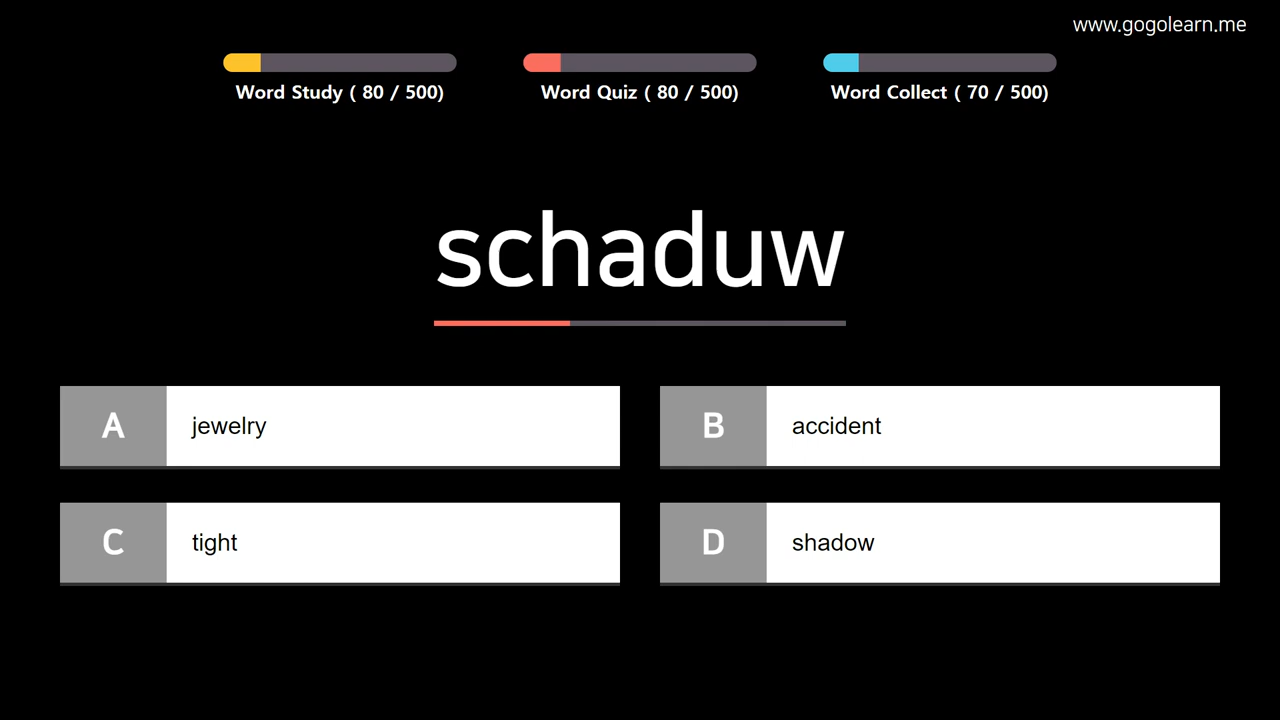 www.gogolearn.me
Word Study ( 80 / 500)
Word Quiz ( 80 / 500)
Word Collect ( 70 / 500)
schaduw
A jewelry
B accident
C tight
D shadow